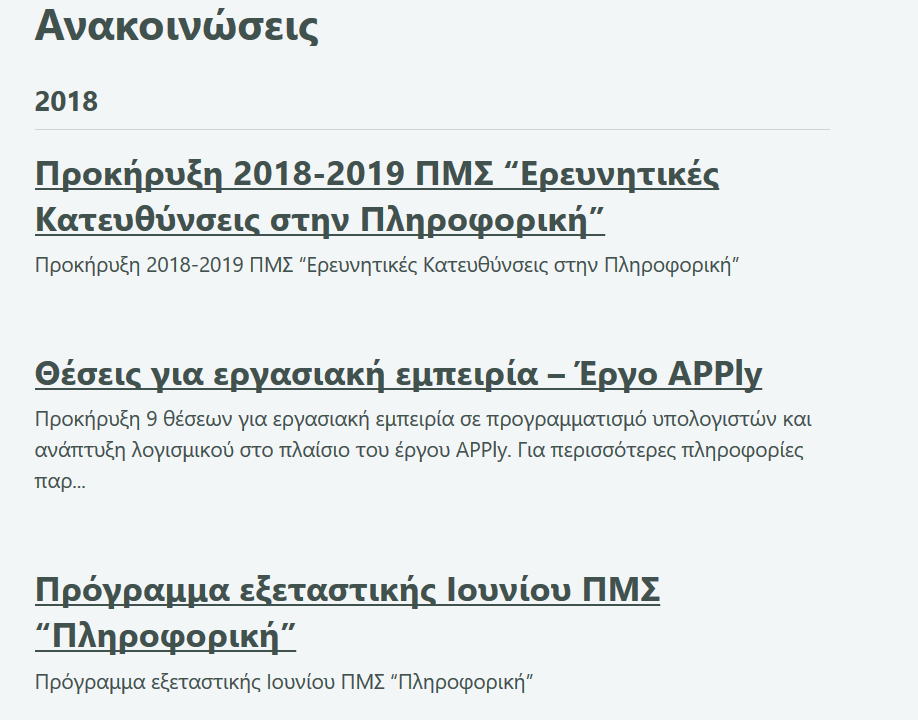 Ανακοινώσεις
2018
Προκήρυξη 2018-2019 ΠΜΣ “Ερευνητικές
Κατευθύνσεις στην Πληροφορική”
Προκήρυξη 2018-2019 ΠΜΣ “Ερευνητικές Κατευθύνσεις στην Πληροφορική”
Θέσεις για εργασιακή εμπειρία – Έργο APPly
Προκήρυξη 9 θέσεων για εργασιακή εμπειρία σε προγραμματισμό υπολογιστών και
ανάπτυξη λογισμικού στο πλαίσιο του έργου APPly. Για περισσότερες πληροφορίες
παρ...
Πρόγραμμα εξεταστικής Ιουνίου ΠΜΣ
“Πληροφορική”
Πρόγραμμα εξεταστικής Ιουνίου ΠΜΣ “Πληροφορική”